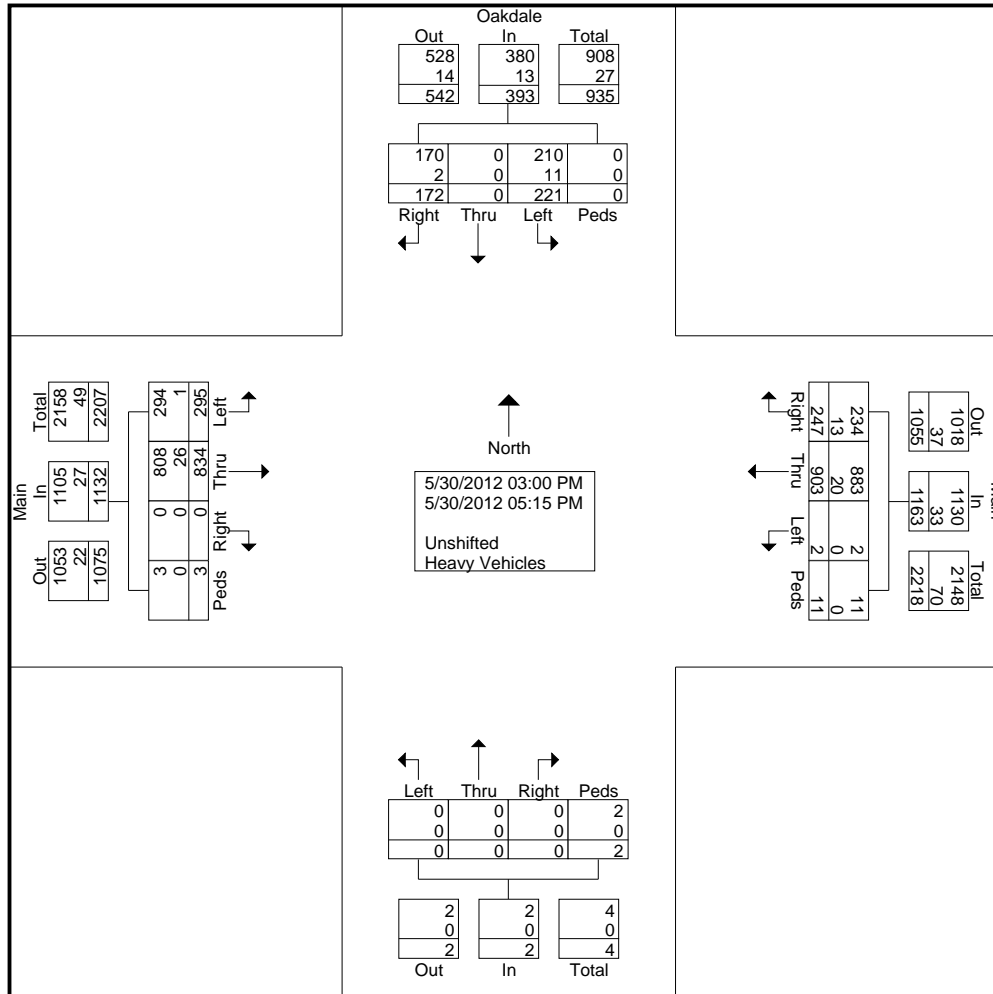 Oakdale
Out In Total
528 380 908
14 13 27
542 393 935
170 0 210 0
2 0 11 0
172 0 221 0
Right Thru Left Peds
Main
Total In Out
2158 1105 1053
49 27 22
2207 1132 1075
294 808 0 3
1 26 0 0
295 834 0 3
Left Thru Right Peds
North
5/30/2012 03:00 PM
5/30/2012 05:15 PM
Unshifted
Heavy Vehicles
Right Thru Left Peds
234 883 2 11
13 20 0 0
247 903 2 11
Out In Total
1018 1130 2148
37 33 70
1055 1163 2218
Left Thru Right Peds
0 0 0 2
0 0 0 0
0 0 0 2
2 2 4
0 0 0
2 2 4
Out In Total